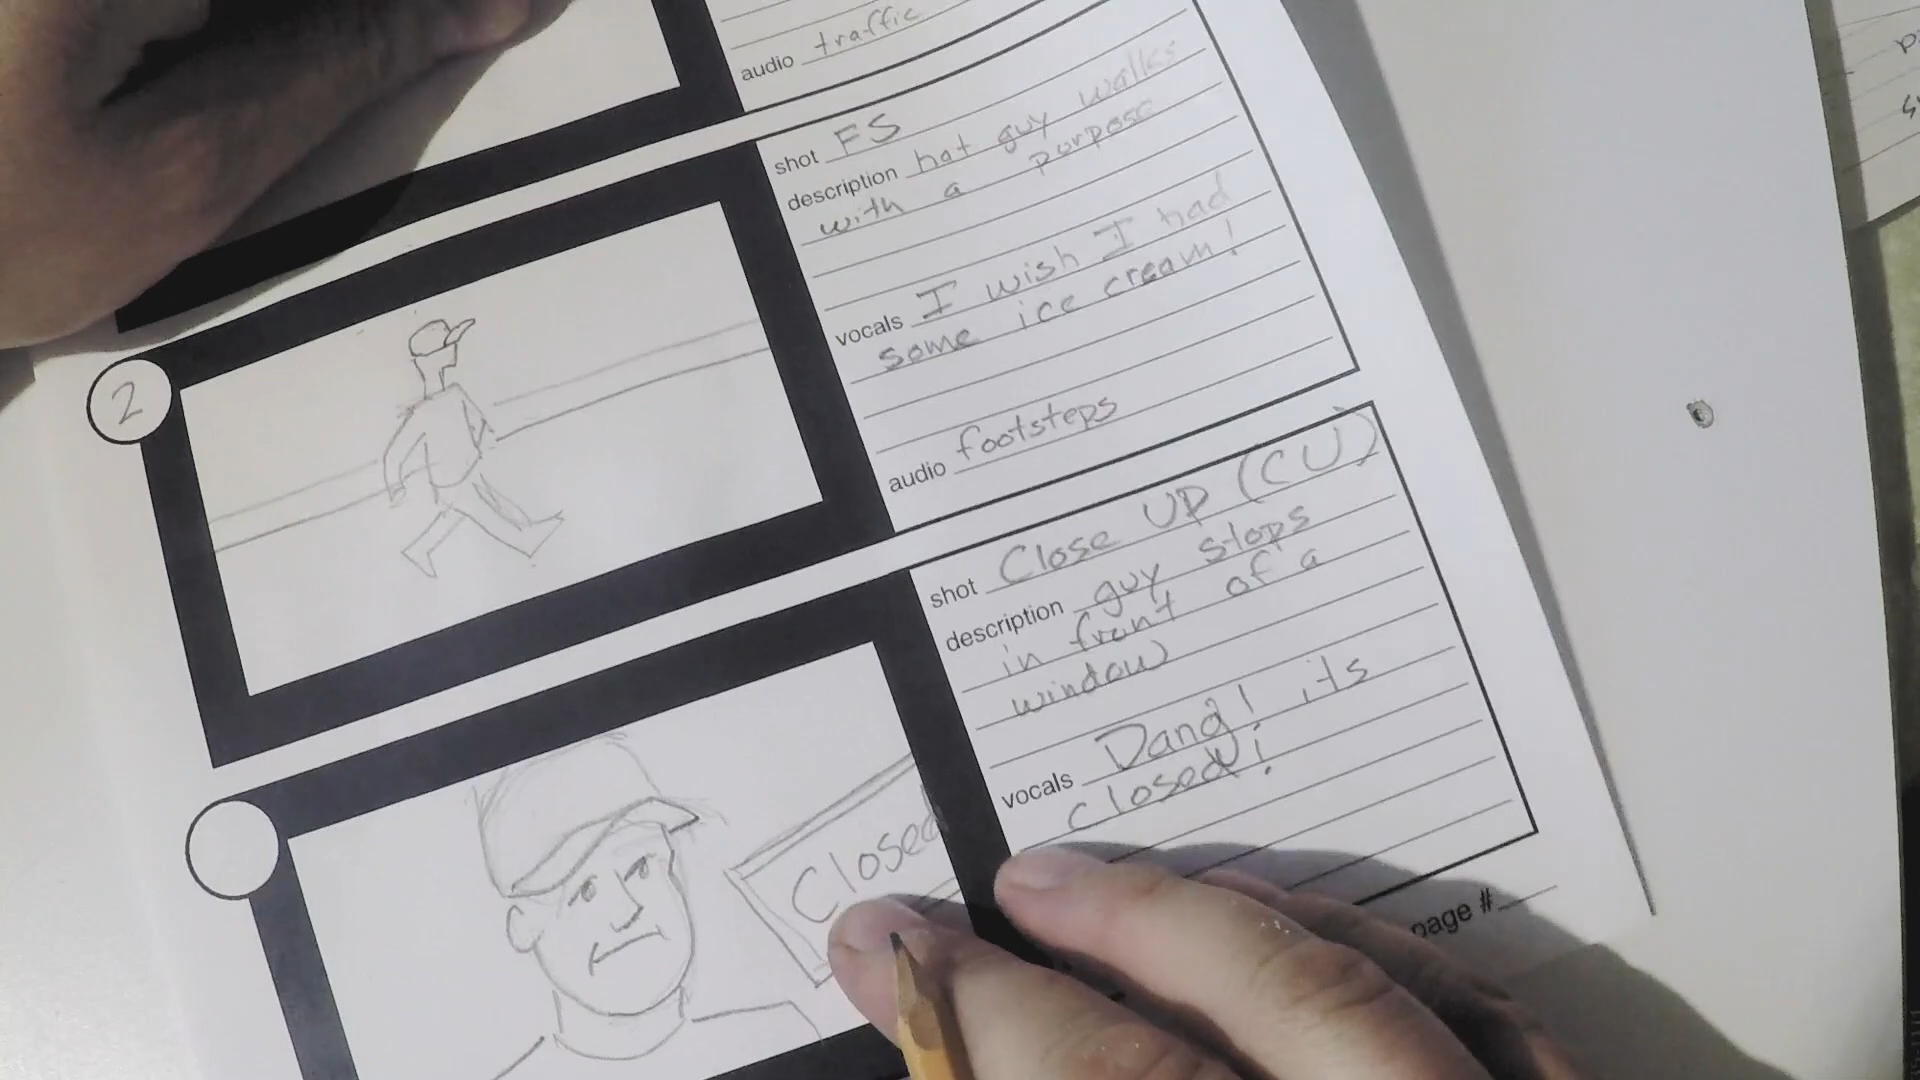 audio traffic
shot FS
description hat guy walks
with a purpose
vocals I wish I had
some ice cream!
audio footsteps
2
shot Close UP (CU)
description guy stops
in front of a
window
vocals Dang! its
closed!
Closed
page #